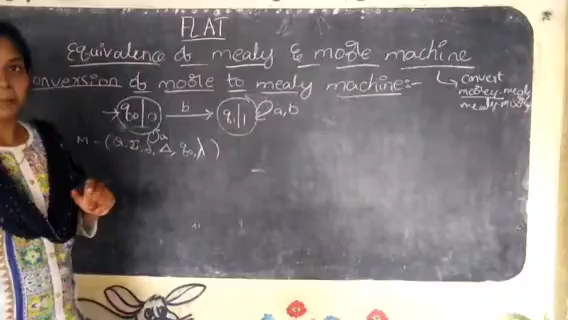 FLAT
Equivalence of mealy & moore machine
conversion of moore to mealy machine:-
convert
moorey-mealy
mealy-moore
q₀/0 b q₁/1 a,b
a
M = (Q, Σ, δ, Δ, q₀, λ)